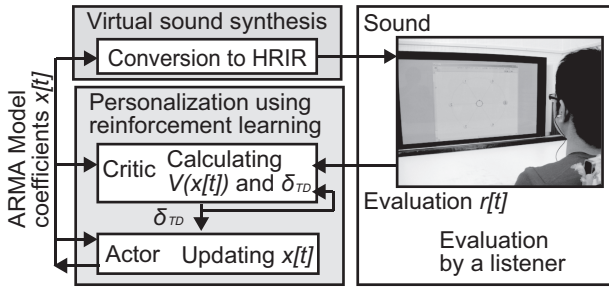 Virtual sound synthesis
Conversion to HRIR
Personalization using
reinforcement learning
Critic Calculating
V(x[t]) and δTD
δTD
Actor Updating x[t]
ARMA Model
coefficients x[t]
Sound
Evaluation r[t]
Evaluation
by a listener